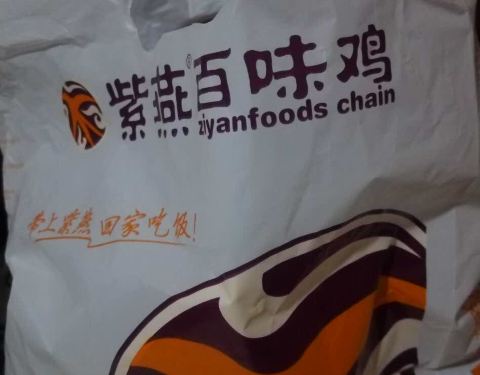 紫燕百味鸡
®
ziyanfoods chain
带上紫燕 回家吃饭!